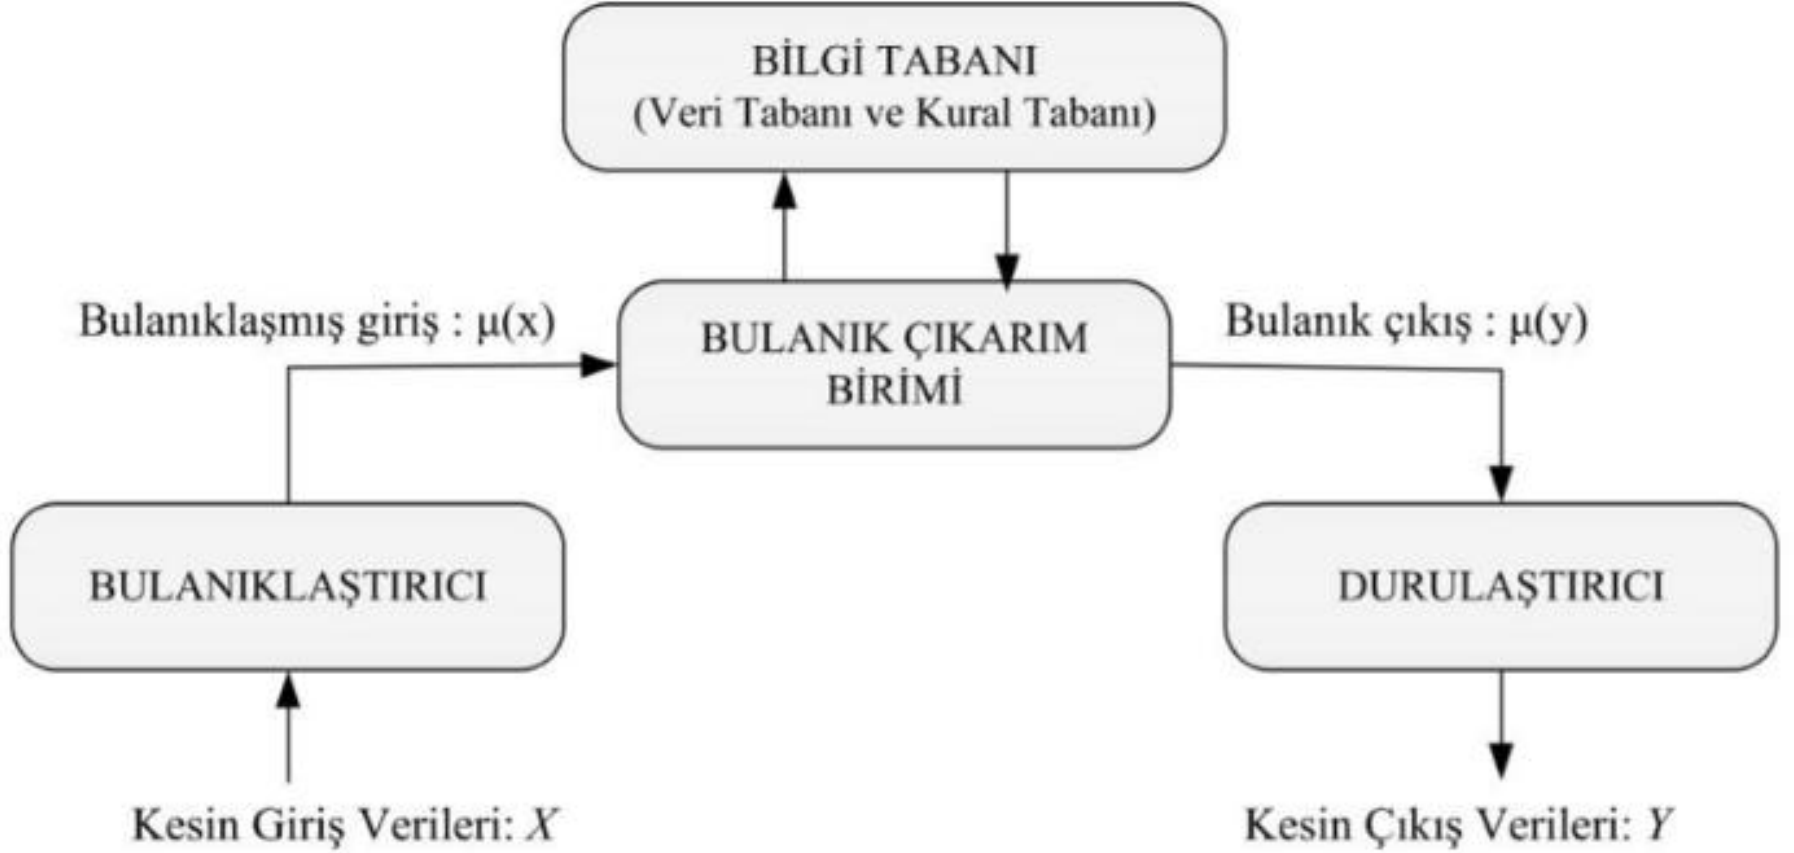 BİLGİ TABANI
(Veri Tabanı ve Kural Tabanı)
Bulanıklaşmış giriş : μ(x)
BULANIK ÇIKARIM
BİRİMİ
Bulanık çıkış : μ(y)
BULANIKLAŞTIRICI
DURULAŞTIRICI
Kesin Giriş Verileri: X
Kesin Çıkış Verileri: Y